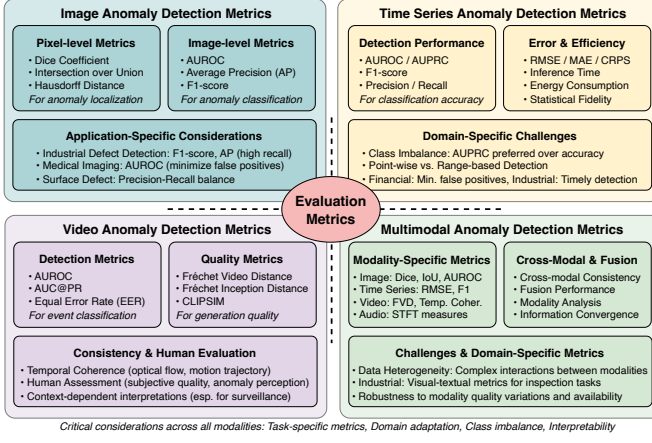 Image Anomaly Detection Metrics
Pixel-level Metrics
• Dice Coefficient
• Intersection over Union
• Hausdorff Distance
For anomaly localization
Image-level Metrics
• AUROC
• Average Precision (AP)
• F1-score
For anomaly classification
Application-Specific Considerations
• Industrial Defect Detection: F1-score, AP (high recall)
• Medical Imaging: AUROC (minimize false positives)
• Surface Defect: Precision-Recall balance
Time Series Anomaly Detection Metrics
Detection Performance
• AUROC / AUPRC
• F1-score
• Precision / Recall
For classification accuracy
Error & Efficiency
• RMSE / MAE / CRPS
• Inference Time
• Energy Consumption
• Statistical Fidelity
Domain-Specific Challenges
• Class Imbalance: AUPRC preferred over accuracy
• Point-wise vs. Range-based Detection
• Financial: Min. false positives, Industrial: Timely detection
Evaluation
Metrics
Video Anomaly Detection Metrics
Detection Metrics
• AUROC
• AUC@PR
• Equal Error Rate (EER)
For event classification
Quality Metrics
• Fréchet Video Distance
• Fréchet Inception Distance
• CLIPSIM
For generation quality
Consistency & Human Evaluation
• Temporal Coherence (optical flow, motion trajectory)
• Human Assessment (subjective quality, anomaly perception)
• Context-dependent interpretations (esp. for surveillance)
Multimodal Anomaly Detection Metrics
Modality-Specific Metrics
• Image: Dice, IoU, AUROC
• Time Series: RMSE, F1
• Video: FVD, Temp. Coher.
• Audio: STFT measures
Cross-Modal & Fusion
• Cross-modal Consistency
• Fusion Performance
• Modality Analysis
• Information Convergence
Challenges & Domain-Specific Metrics
• Data Heterogeneity: Complex interactions between modalities
• Industrial: Visual-textual metrics for inspection tasks
• Robustness to modality quality variations and availability
Critical considerations across all modalities: Task-specific metrics, Domain adaptation, Class imbalance, Interpretability